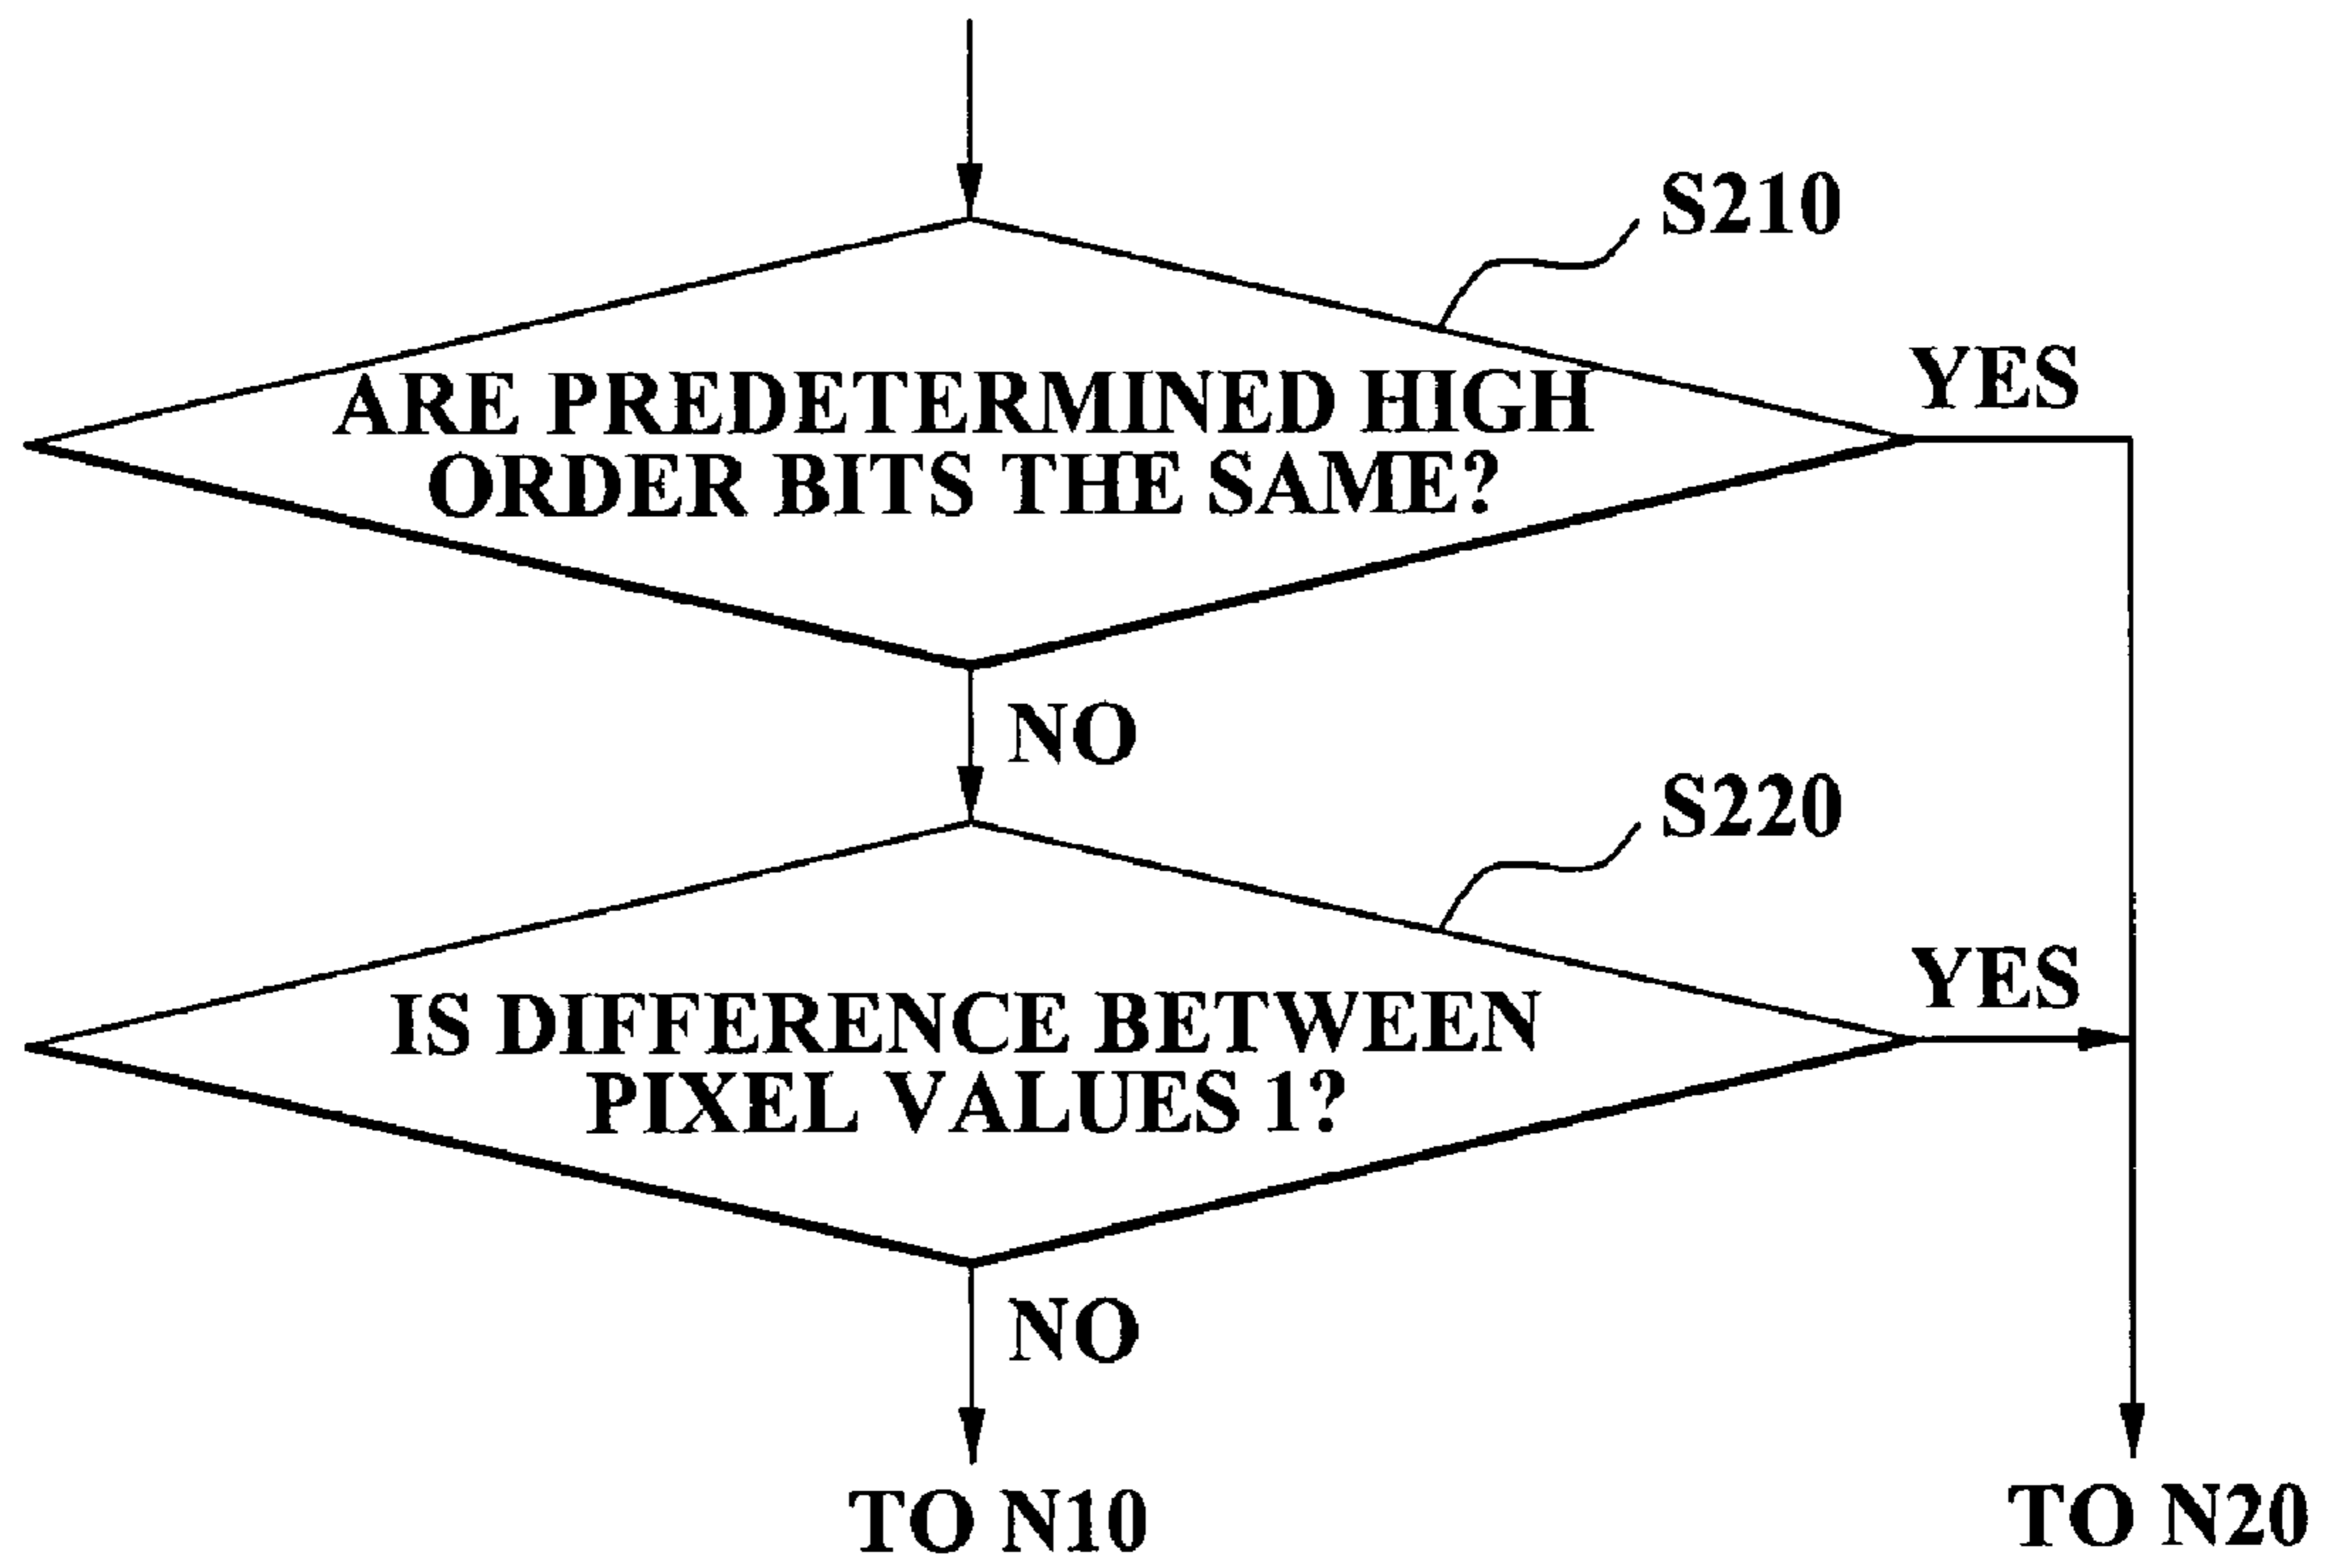 S210
ARE PREDETERMINED HIGH
ORDER BITS THE SAME?
YES
NO
S220
IS DIFFERENCE BETWEEN
PIXEL VALUES 1?
YES
NO
TO N10
TO N20